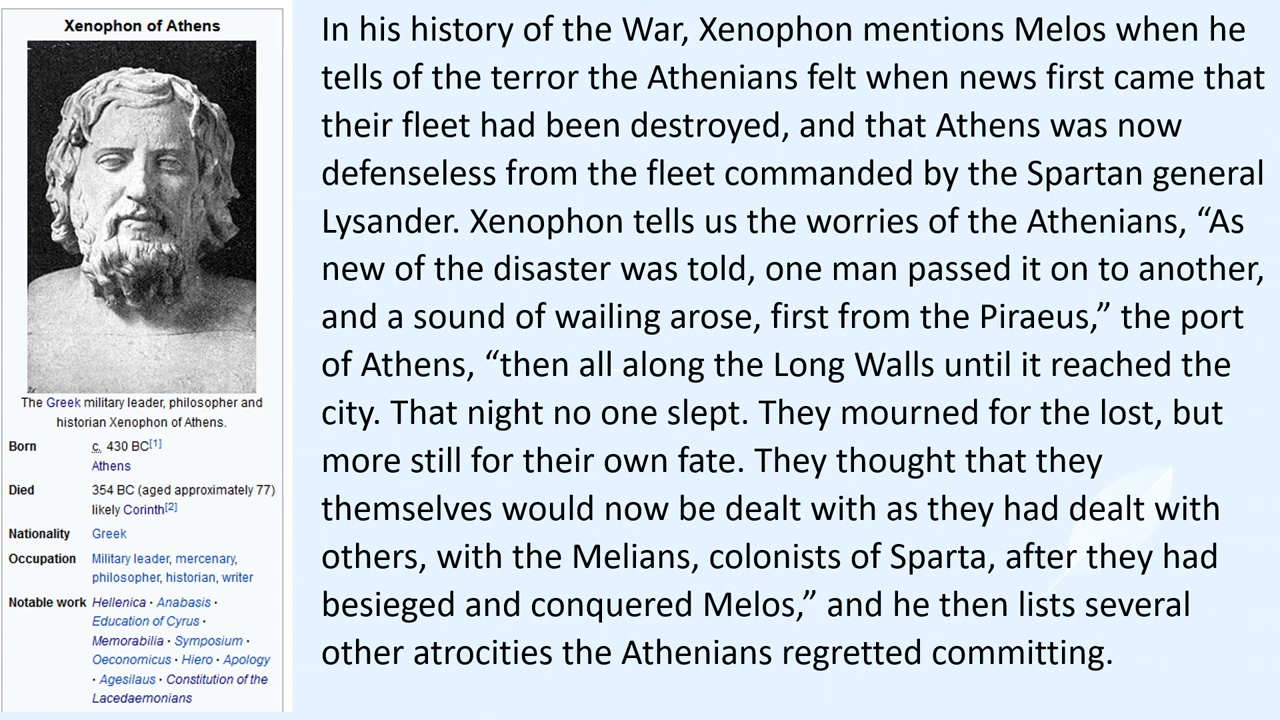 Xenophon of Athens
The Greek military leader, philosopher and
historian Xenophon of Athens.
Born c. 430 BC[1]
Athens
Died 354 BC (aged approximately 77)
likely Corinth[2]
Nationality Greek
Occupation Military leader, mercenary,
philosopher, historian, writer
Notable work Hellenica · Anabasis ·
Education of Cyrus ·
Memorabilia · Symposium ·
Oeconomicus · Hiero · Apology
· Agesilaus · Constitution of the
Lacedaemonians
In his history of the War, Xenophon mentions Melos when he
tells of the terror the Athenians felt when news first came that
their fleet had been destroyed, and that Athens was now
defenseless from the fleet commanded by the Spartan general
Lysander. Xenophon tells us the worries of the Athenians, “As
new of the disaster was told, one man passed it on to another,
and a sound of wailing arose, first from the Piraeus,” the port
of Athens, “then all along the Long Walls until it reached the
city. That night no one slept. They mourned for the lost, but
more still for their own fate. They thought that they
themselves would now be dealt with as they had dealt with
others, with the Melians, colonists of Sparta, after they had
besieged and conquered Melos,” and he then lists several
other atrocities the Athenians regretted committing.